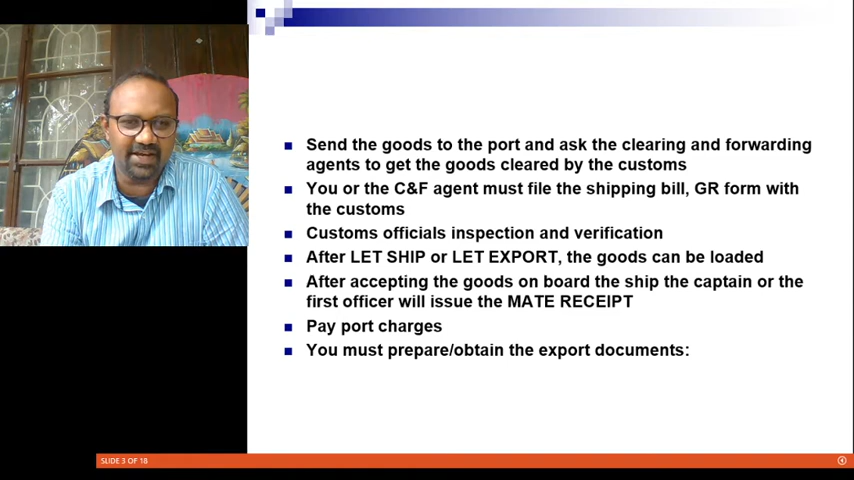 Send the goods to the port and ask the clearing and forwarding
agents to get the goods cleared by the customs
You or the C&F agent must file the shipping bill, GR form with
the customs
Customs officials inspection and verification
After LET SHIP or LET EXPORT, the goods can be loaded
After accepting the goods on board the ship the captain or the
first officer will issue the MATE RECEIPT
Pay port charges
You must prepare/obtain the export documents:
SLIDE 3 OF 18